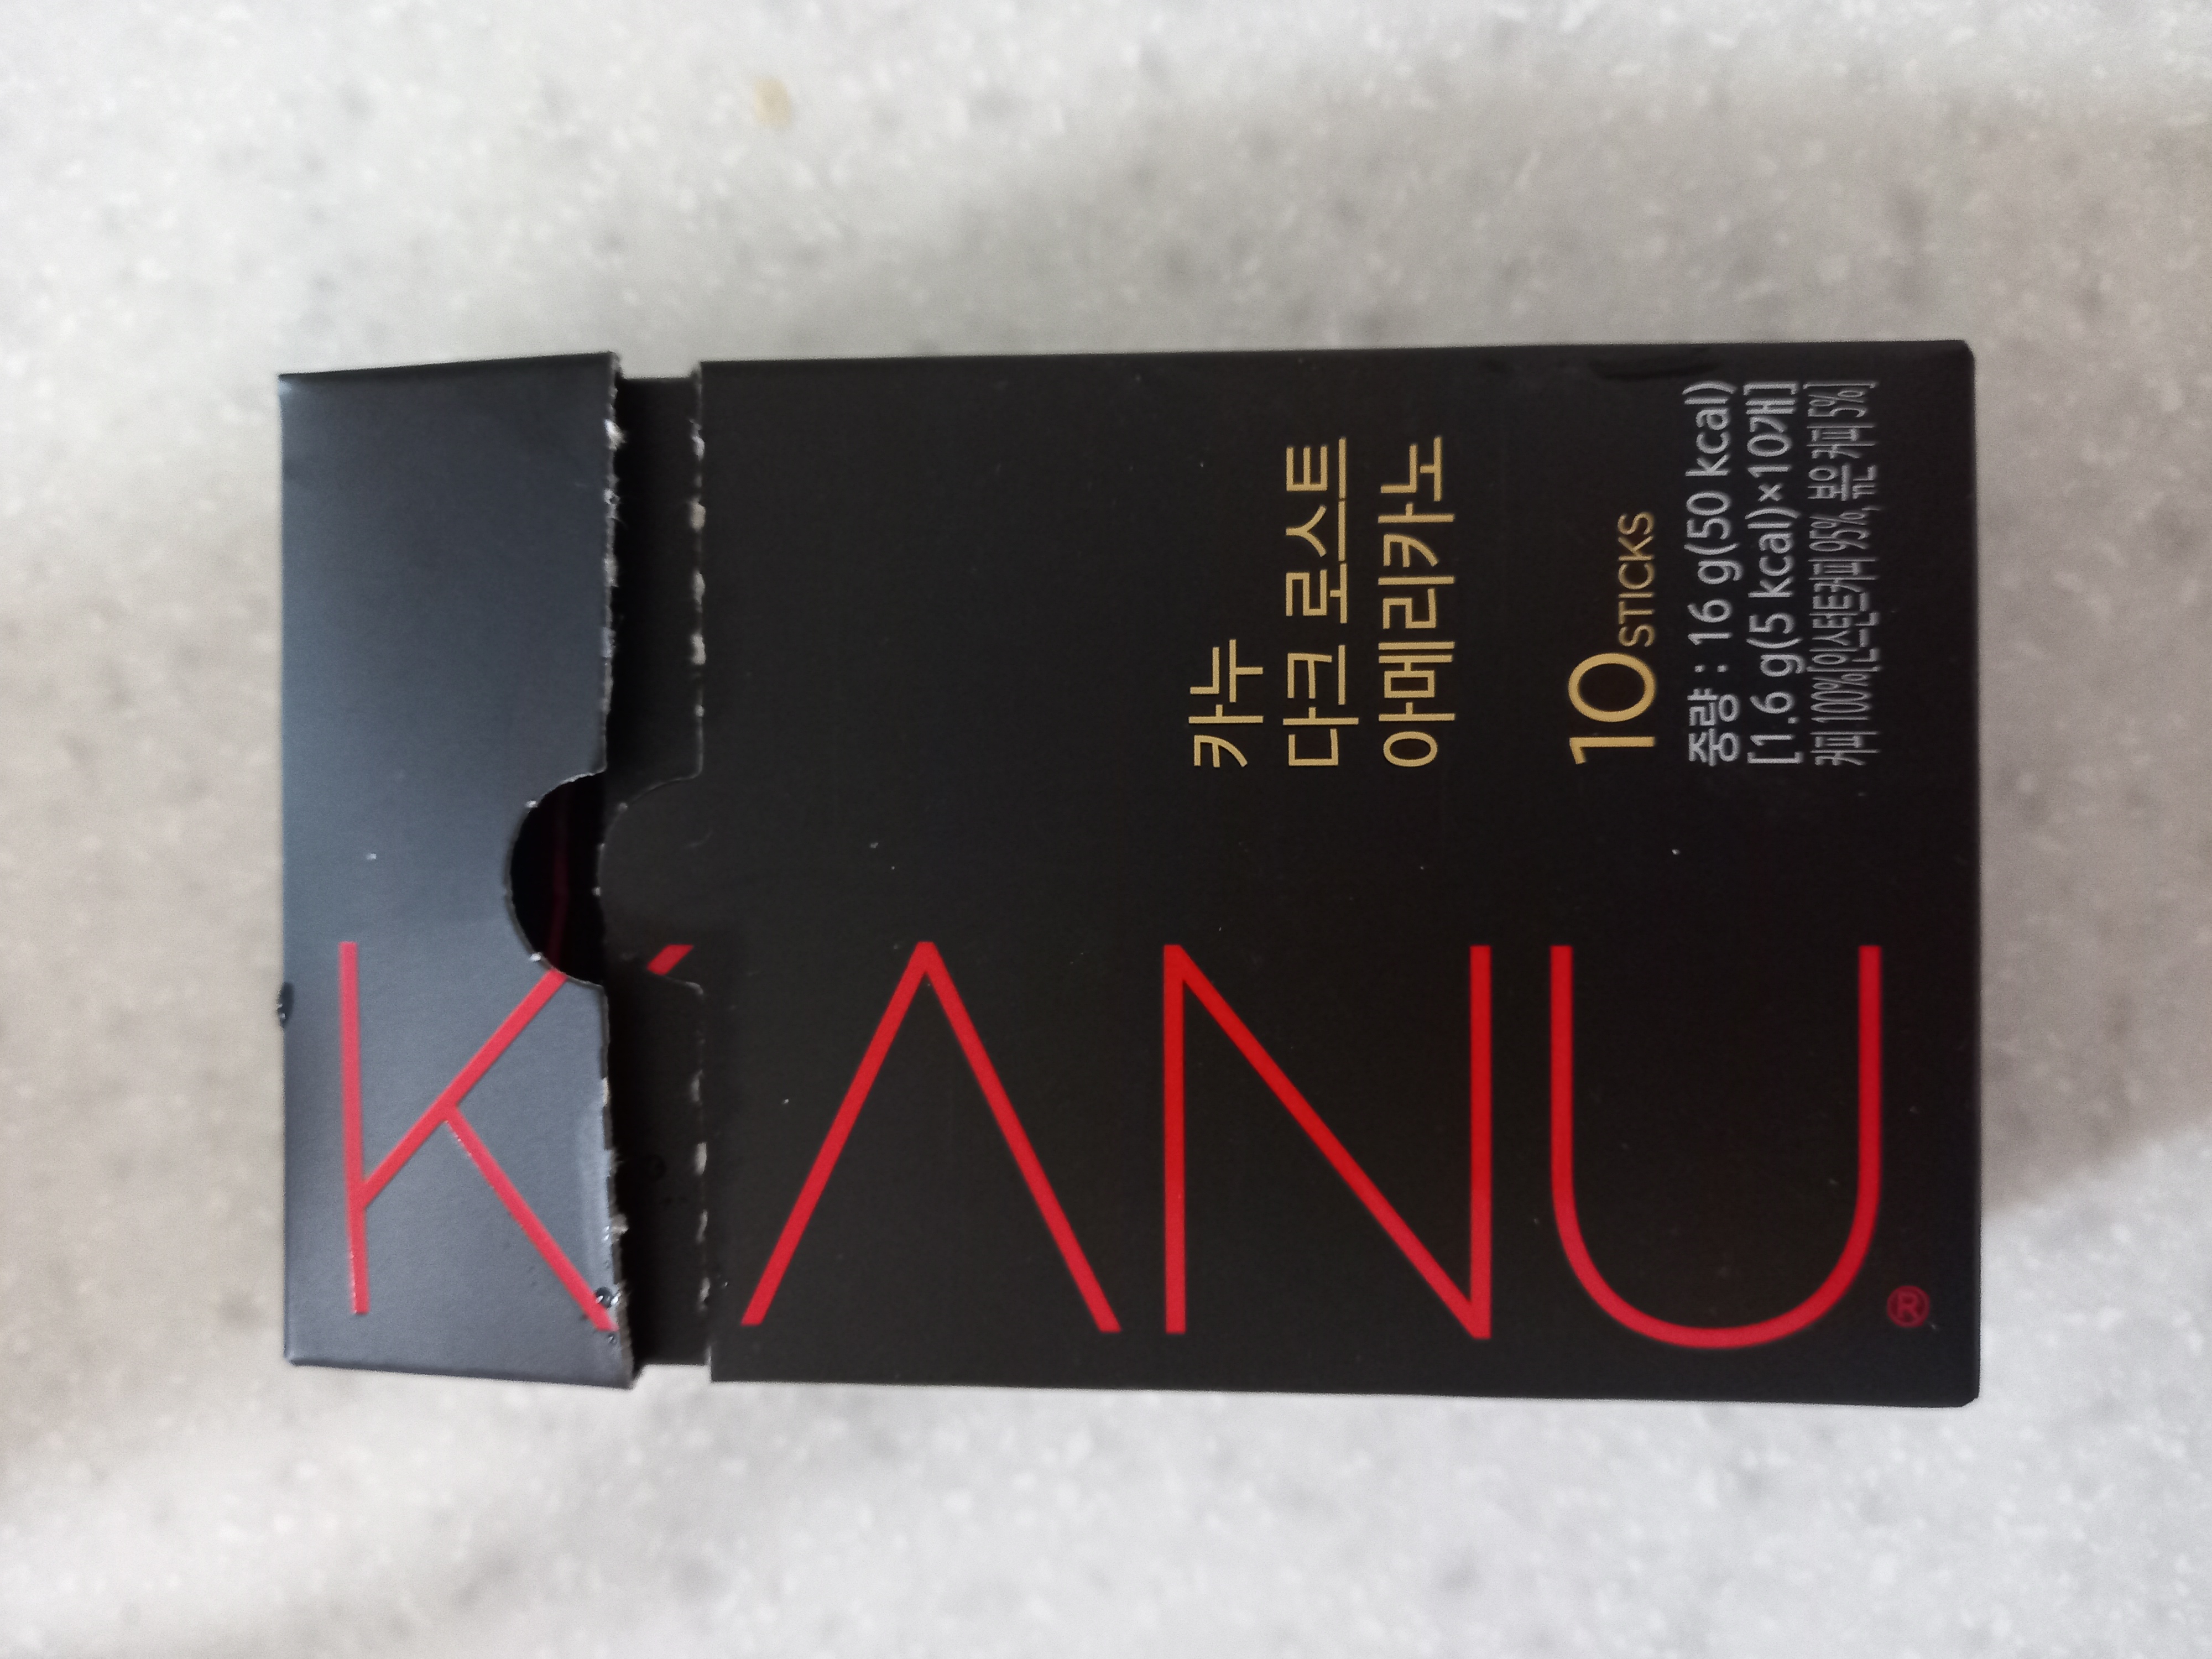 KANU®
카누
다크 로스트
아메리카노
10 STICKS
중량 : 16 g(50 kcal)
[1.6 g(5 kcal)×10개]
커피 100%[인스턴트커피 95%, 볶은 커피 5%]